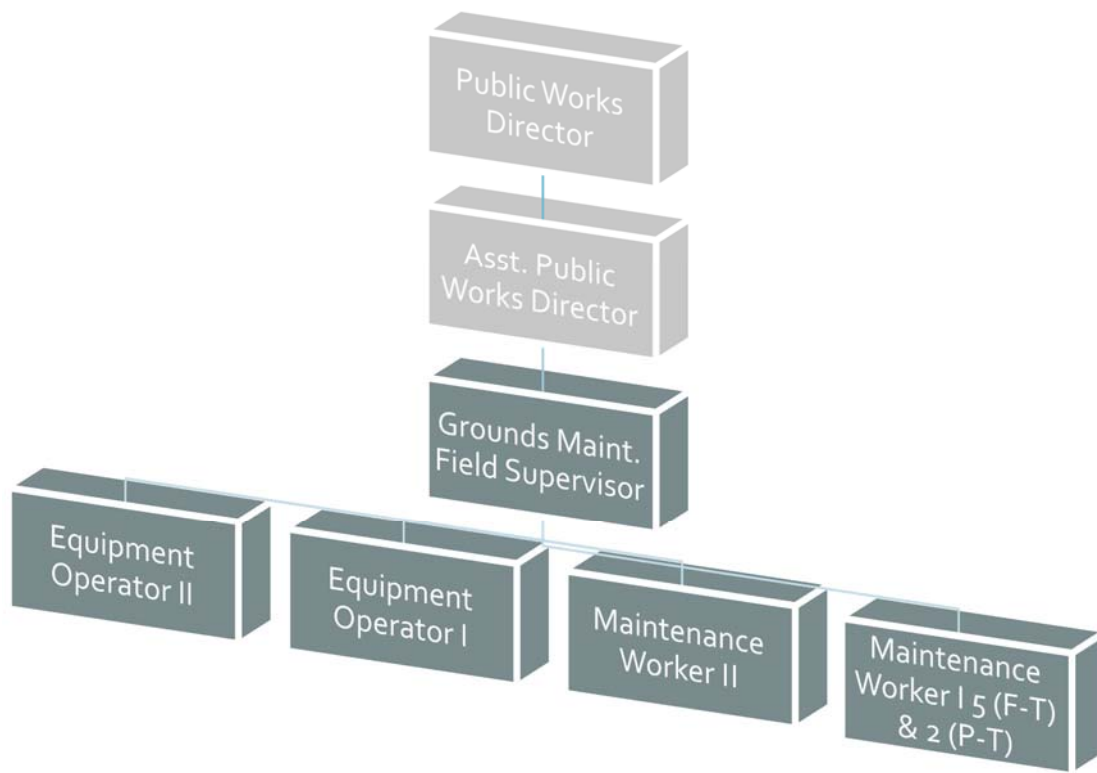 Public Works
Director
Asst. Public
Works Director
Grounds Maint.
Field Supervisor
Equipment
Operator II
Equipment
Operator I
Maintenance
Worker II
Maintenance
Worker I 5 (F-T)
& 2 (P-T)